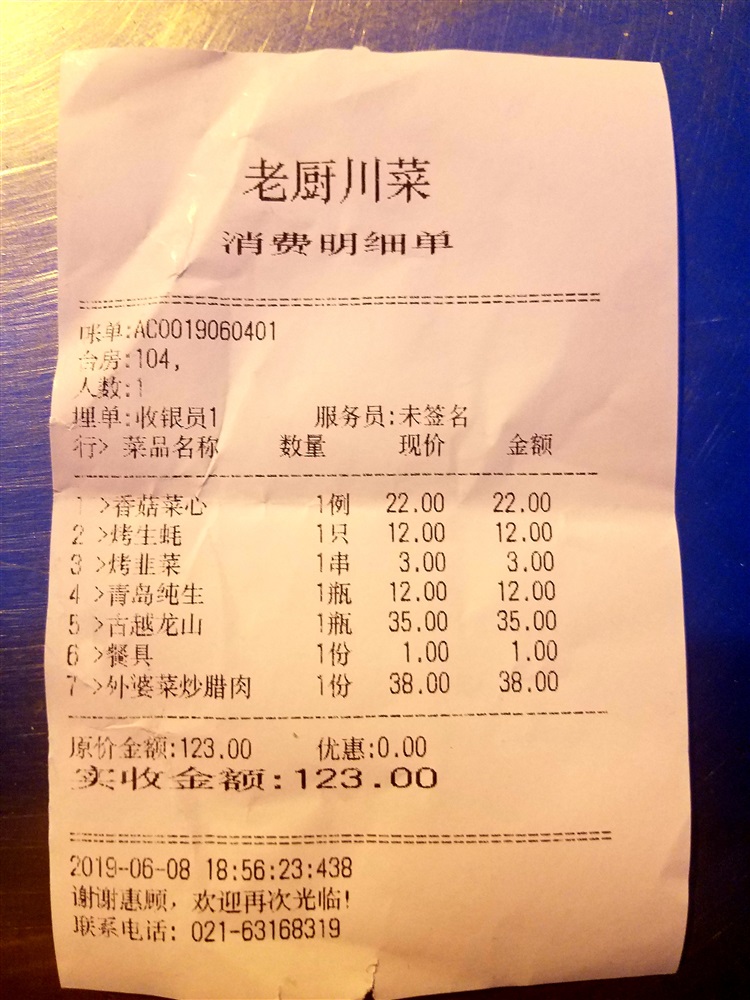 老厨川菜
消费明细单
账单:AC0019060401
台房:104,
人数:1
埋单:收银员1 服务员:未签名
行> 菜品名称 数量 现价 金额
1 >香菇菜心 1例 22.00 22.00
2 >烤生蚝 1只 12.00 12.00
3 >烤韭菜 1串 3.00 3.00
4 >青岛纯生 1瓶 12.00 12.00
5 >古越龙山 1瓶 35.00 35.00
6 >餐具 1份 1.00 1.00
7 >外婆菜炒腊肉 1份 38.00 38.00
原价金额:123.00 优惠:0.00
实收金额:123.00
2019-06-08 18:56:23:438
谢谢惠顾，欢迎再次光临!
联系电话: 021-63168319